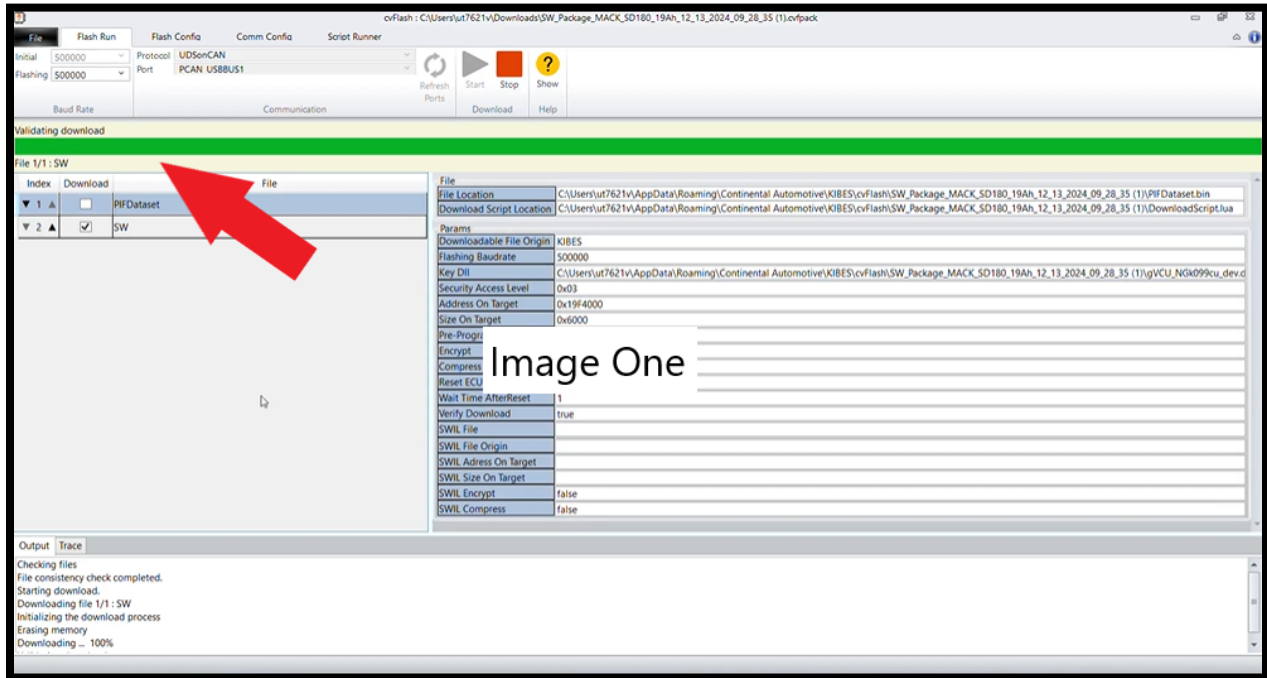 cvFlash : C:\Users\ut7621v\Downloads\SW_Package_MACK_SD180_19Ah_12_13_2024_09_28_35 (1).cvfpack
File Flash Run Flash Config Comm Config Script Runner
Initial 500000 Protocol UDSonCAN
Flashing 500000 Port PCAN_USBBUS1
Refresh Ports Start Stop Show
Baud Rate Communication Download Help
Validating download
File 1/1 : SW
Index Download File
1 PIFDataset
2 SW
File
File Location C:\Users\ut7621v\AppData\Roaming\Continental Automotive\KIBES\cvFlash\SW_Package_MACK_SD180_19Ah_12_13_2024_09_28_35 (1)\PIFDataset.bin
Download Script Location C:\Users\ut7621v\AppData\Roaming\Continental Automotive\KIBES\cvFlash\SW_Package_MACK_SD180_19Ah_12_13_2024_09_28_35 (1)\DownloadScript.lua
Params
Downloadable File Origin KIBES
Flashing Baudrate 500000
Key Dll C:\Users\ut7621v\AppData\Roaming\Continental Automotive\KIBES\cvFlash\SW_Package_MACK_SD180_19Ah_12_13_2024_09_28_35 (1)\gVCU_NGk099cu_dev.d
Security Access Level 0x03
Address On Target 0x19F4000
Size On Target 0x6000
Pre-Progra
Encrypt
Compress
Reset ECU
Image One
Wait Time AfterReset 1
Verify Download true
SWIL File
SWIL File Origin
SWIL Adress On Target
SWIL Size On Target
SWIL Encrypt false
SWIL Compress false
Output Trace
Checking files
File consistency check completed.
Starting download.
Downloading file 1/1 : SW
Initializing the download process
Erasing memory
Downloading ... 100%